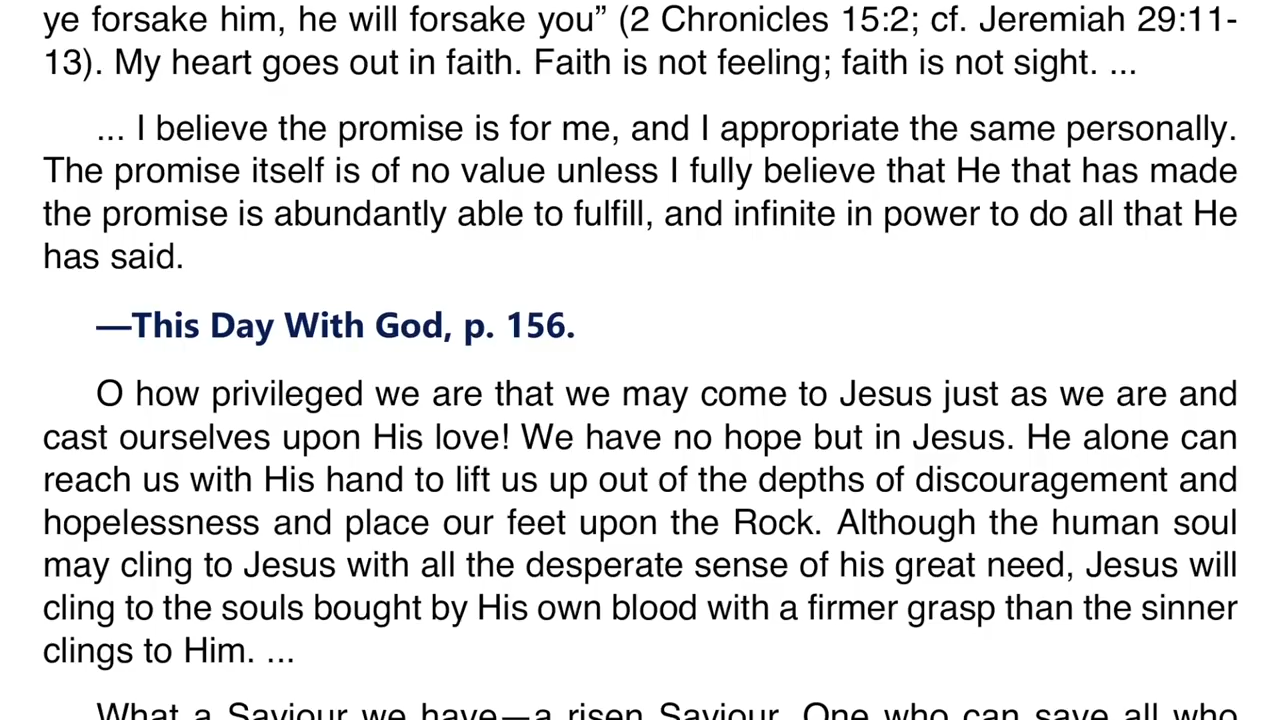 ye forsake him, he will forsake you” (2 Chronicles 15:2; cf. Jeremiah 29:11-
13). My heart goes out in faith. Faith is not feeling; faith is not sight. ...
... I believe the promise is for me, and I appropriate the same personally.
The promise itself is of no value unless I fully believe that He that has made
the promise is abundantly able to fulfill, and infinite in power to do all that He
has said.
—This Day With God, p. 156.
O how privileged we are that we may come to Jesus just as we are and
cast ourselves upon His love! We have no hope but in Jesus. He alone can
reach us with His hand to lift us up out of the depths of discouragement and
hopelessness and place our feet upon the Rock. Although the human soul
may cling to Jesus with all the desperate sense of his great need, Jesus will
cling to the souls bought by His own blood with a firmer grasp than the sinner
clings to Him. ...
What a Saviour we have—a risen Saviour, One who can save all who